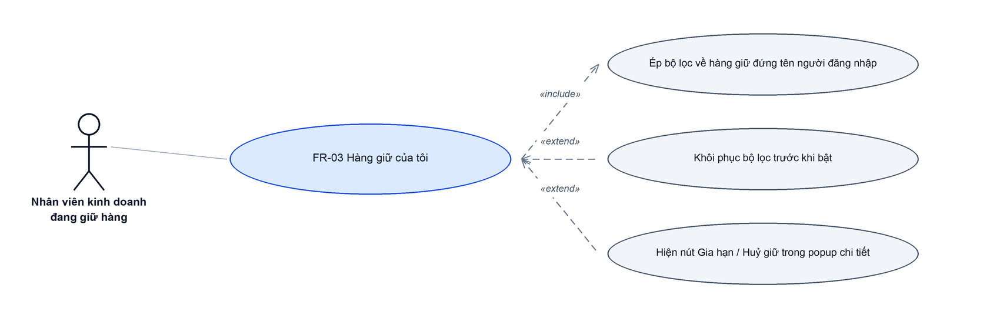 Nhân viên kinh doanh
đang giữ hàng
FR-03 Hàng giữ của tôi
«include»
«extend»
«extend»
Ép bộ lọc về hàng giữ đứng tên người đăng nhập
Khôi phục bộ lọc trước khi bật
Hiện nút Gia hạn / Huỷ giữ trong popup chi tiết